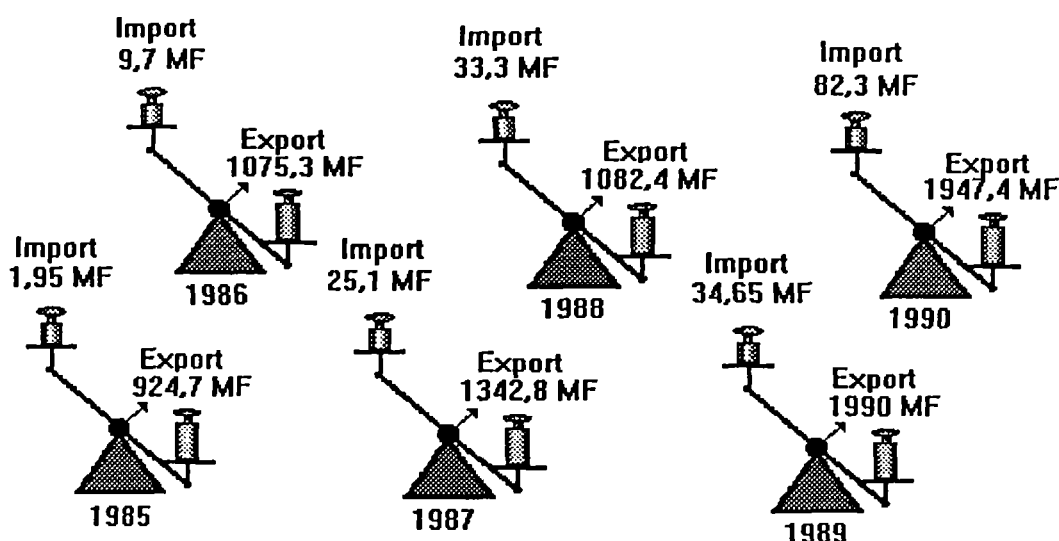 Import
9,7 MF
Export
1075,3 MF
1986
Import
33,3 MF
Export
1082,4 MF
1988
Import
82,3 MF
Export
1947,4 MF
1990
Import
1,95 MF
Export
924,7 MF
1985
Import
25,1 MF
Export
1342,8 MF
1987
Import
34,65 MF
Export
1990 MF
1989